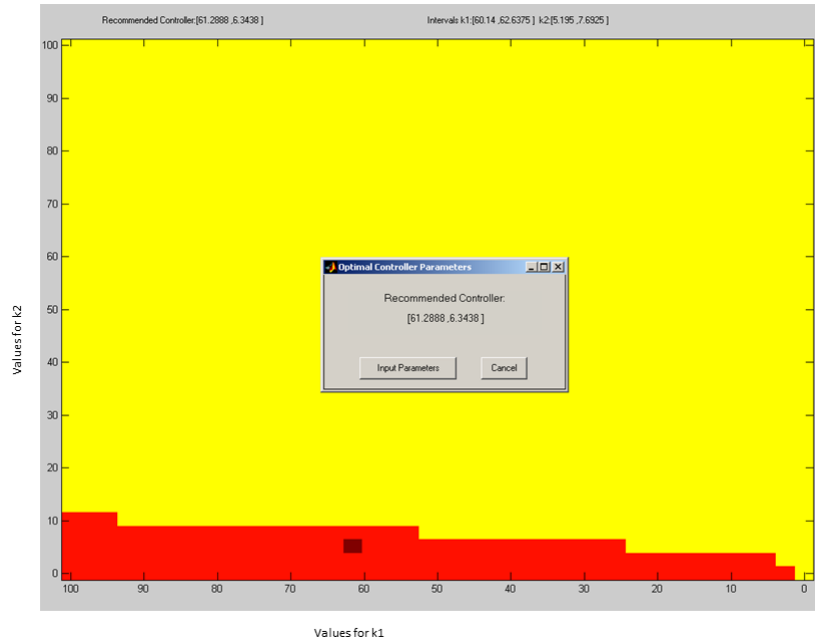 Recommended Controller:[61.2888 ,6.3438 ]
Intervals k1:[60.14 ,62.6375 ] k2:[5.195 ,7.6925 ]
100
90
80
70
60
50
40
30
20
10
0
Values for k2
Optimal Controller Parameters
Recommended Controller:
[61.2888 ,6.3438 ]
Input Parameters
Cancel
100
90
80
70
60
50
40
30
20
10
0
Values for k1